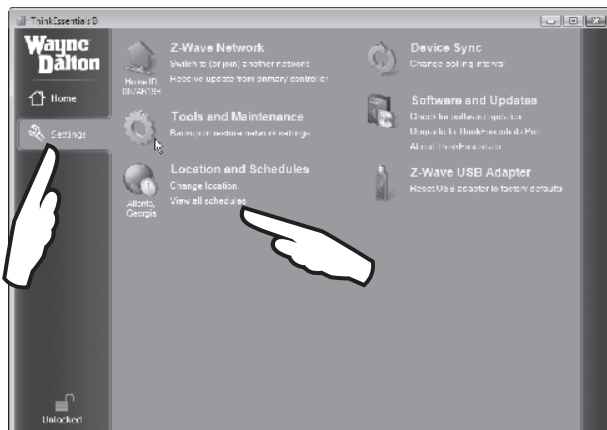 ThinkEssentials B
Wayne
Dalton
Home
Settings
Unlocked
Z-Wave Network
Switch to (or join) another network
Receive update from primary controller
Home ID
Tools and Maintenance
Backup or restore network settings
Location and Schedules
Change location
View all schedules
Atlanta,
Georgia
Device Sync
Change polling interval
Software and Updates
Check for software updates
Upgrade to ThinkEssentials Pro
About ThinkEssentials
Z-Wave USB Adapter
Reset USB adapter to factory defaults